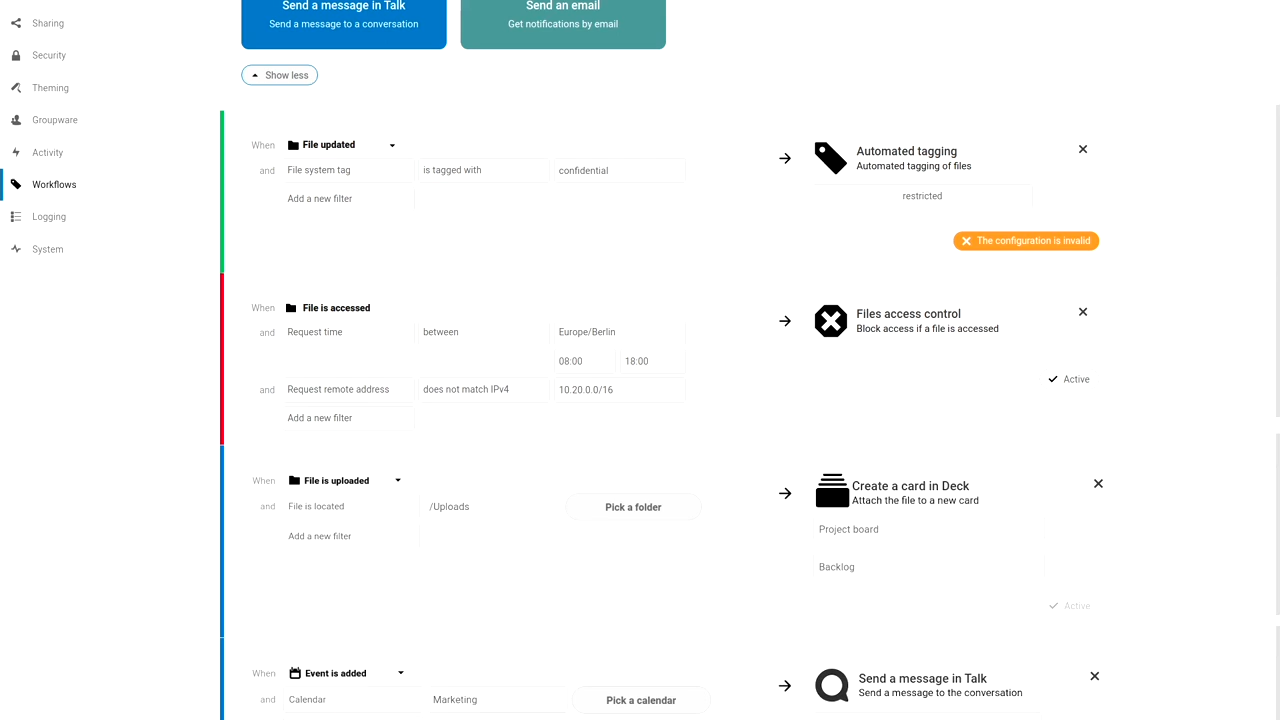 Send a message in Talk
Send a message to a conversation
Send an email
Get notifications by email
Show less
Sharing
Security
Theming
Groupware
Activity
Workflows
Logging
System
When File updated
and File system tag is tagged with confidential
Add a new filter
Automated tagging
Automated tagging of files
restricted
The configuration is invalid
When File is accessed
and Request time between Europe/Berlin
08:00 18:00
and Request remote address does not match IPv4 10.20.0.0/16
Add a new filter
Files access control
Block access if a file is accessed
Active
When File is uploaded
and File is located /Uploads Pick a folder
Add a new filter
Create a card in Deck
Attach the file to a new card
Project board
Backlog
Active
When Event is added
and Calendar Marketing Pick a calendar
Send a message in Talk
Send a message to the conversation